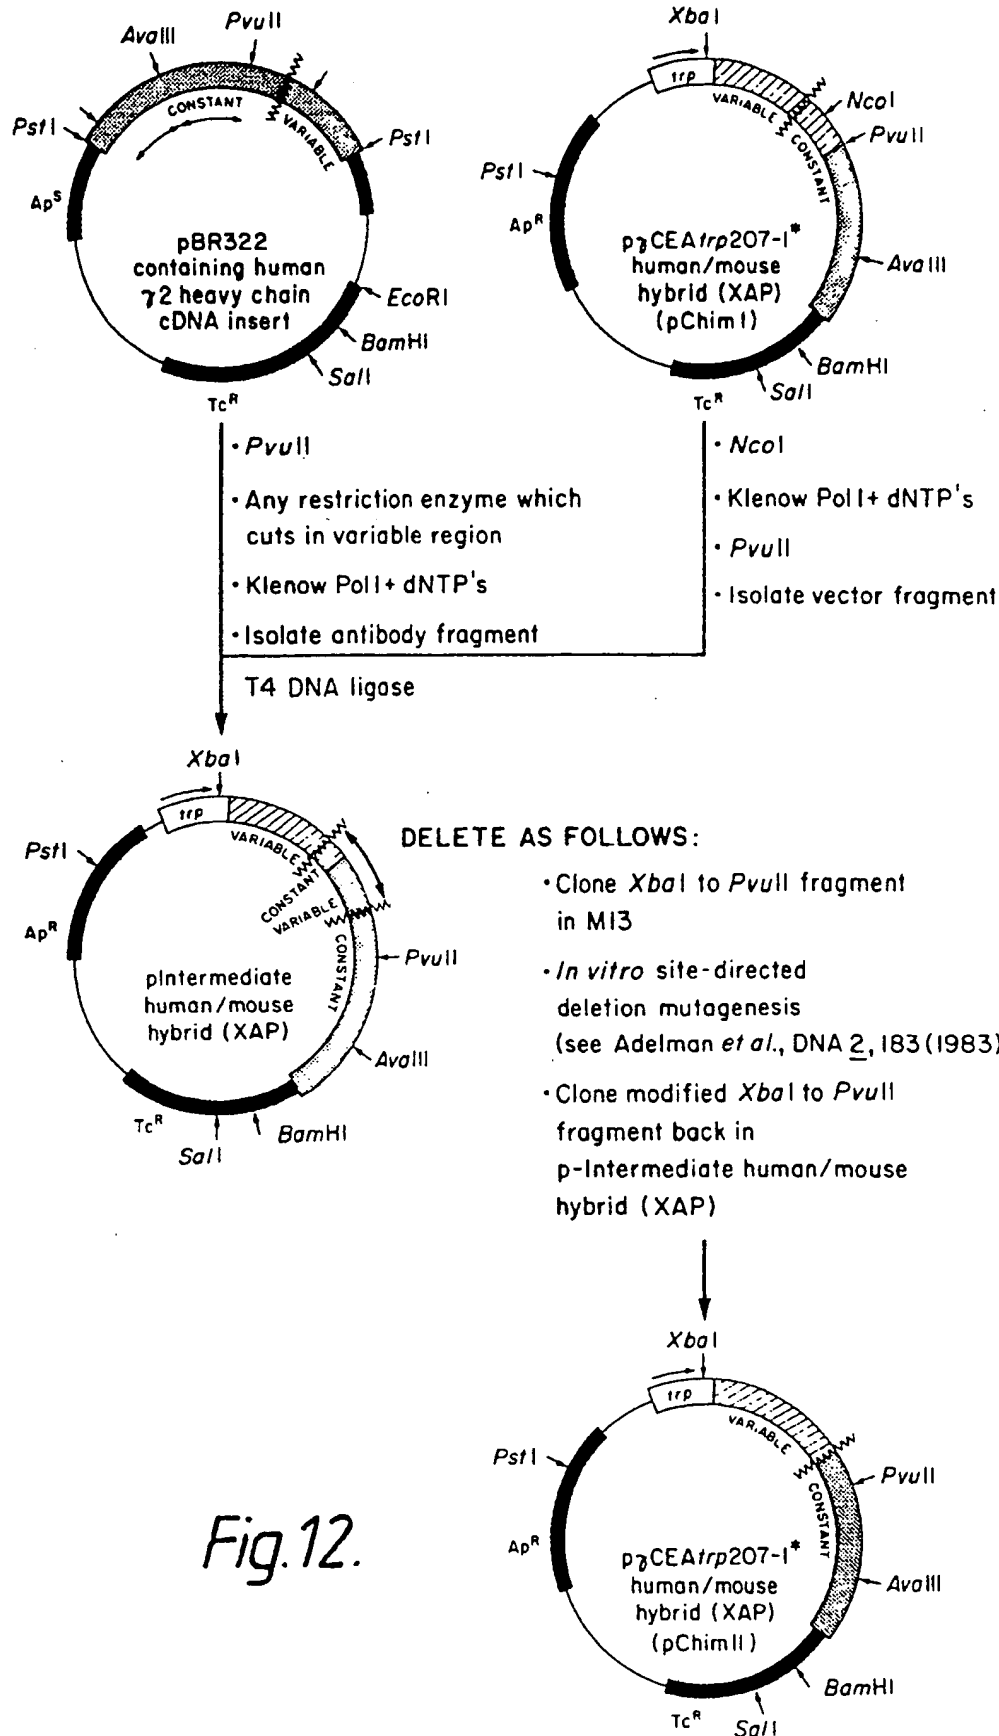 PvuII
AvaIII
PstI
CONSTANT
VARIABLE
PstI
ApS
pBR322
containing human
γ2 heavy chain
cDNA insert
EcoRI
BamHI
SalI
TcR
XbaI
trp
VARIABLE
CONSTANT
NcoI
PvuII
PstI
ApR
pγCEAtrp207-1*
human/mouse
hybrid (XAP)
(pChim1)
AvaIII
BamHI
SalI
TcR
• PvuII
• Any restriction enzyme which
cuts in variable region
• Klenow PolI + dNTP's
• Isolate antibody fragment
• NcoI
• Klenow PolI + dNTP's
• PvuII
• Isolate vector fragment
T4 DNA ligase
XbaI
trp
VARIABLE
CONSTANT
VARIABLE
CONSTANT
PstI
ApR
PvuII
pIntermediate
human/mouse
hybrid (XAP)
AvaIII
TcR
SalI
BamHI
DELETE AS FOLLOWS:
• Clone XbaI to PvuII fragment
in M13
• In vitro site-directed
deletion mutagenesis
(see Adelman et al., DNA 2, 183 (1983)
• Clone modified XbaI to PvuII
fragment back in
p-Intermediate human/mouse
hybrid (XAP)
XbaI
trp
VARIABLE
CONSTANT
PstI
PvuII
ApR
pγCEAtrp207-1*
human/mouse
hybrid (XAP)
(pChimII)
AvaIII
BamHI
TcR
SalI
Fig.12.